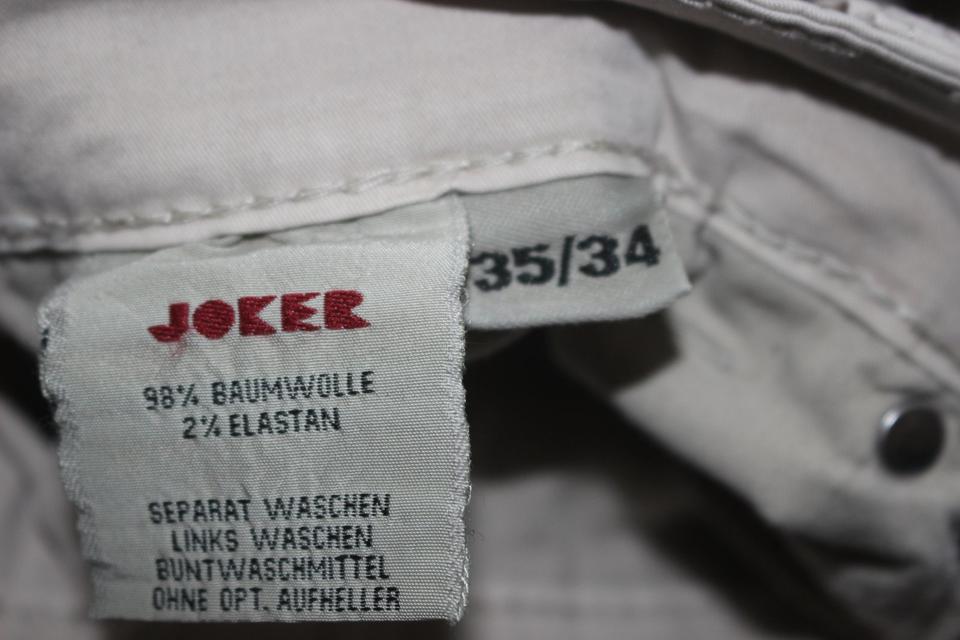 JOKER
98% BAUMWOLLE
2% ELASTAN
SEPARAT WASCHEN
LINKS WASCHEN
BUNTWASCHMITTEL
OHNE OPT. AUFHELLER
35/34